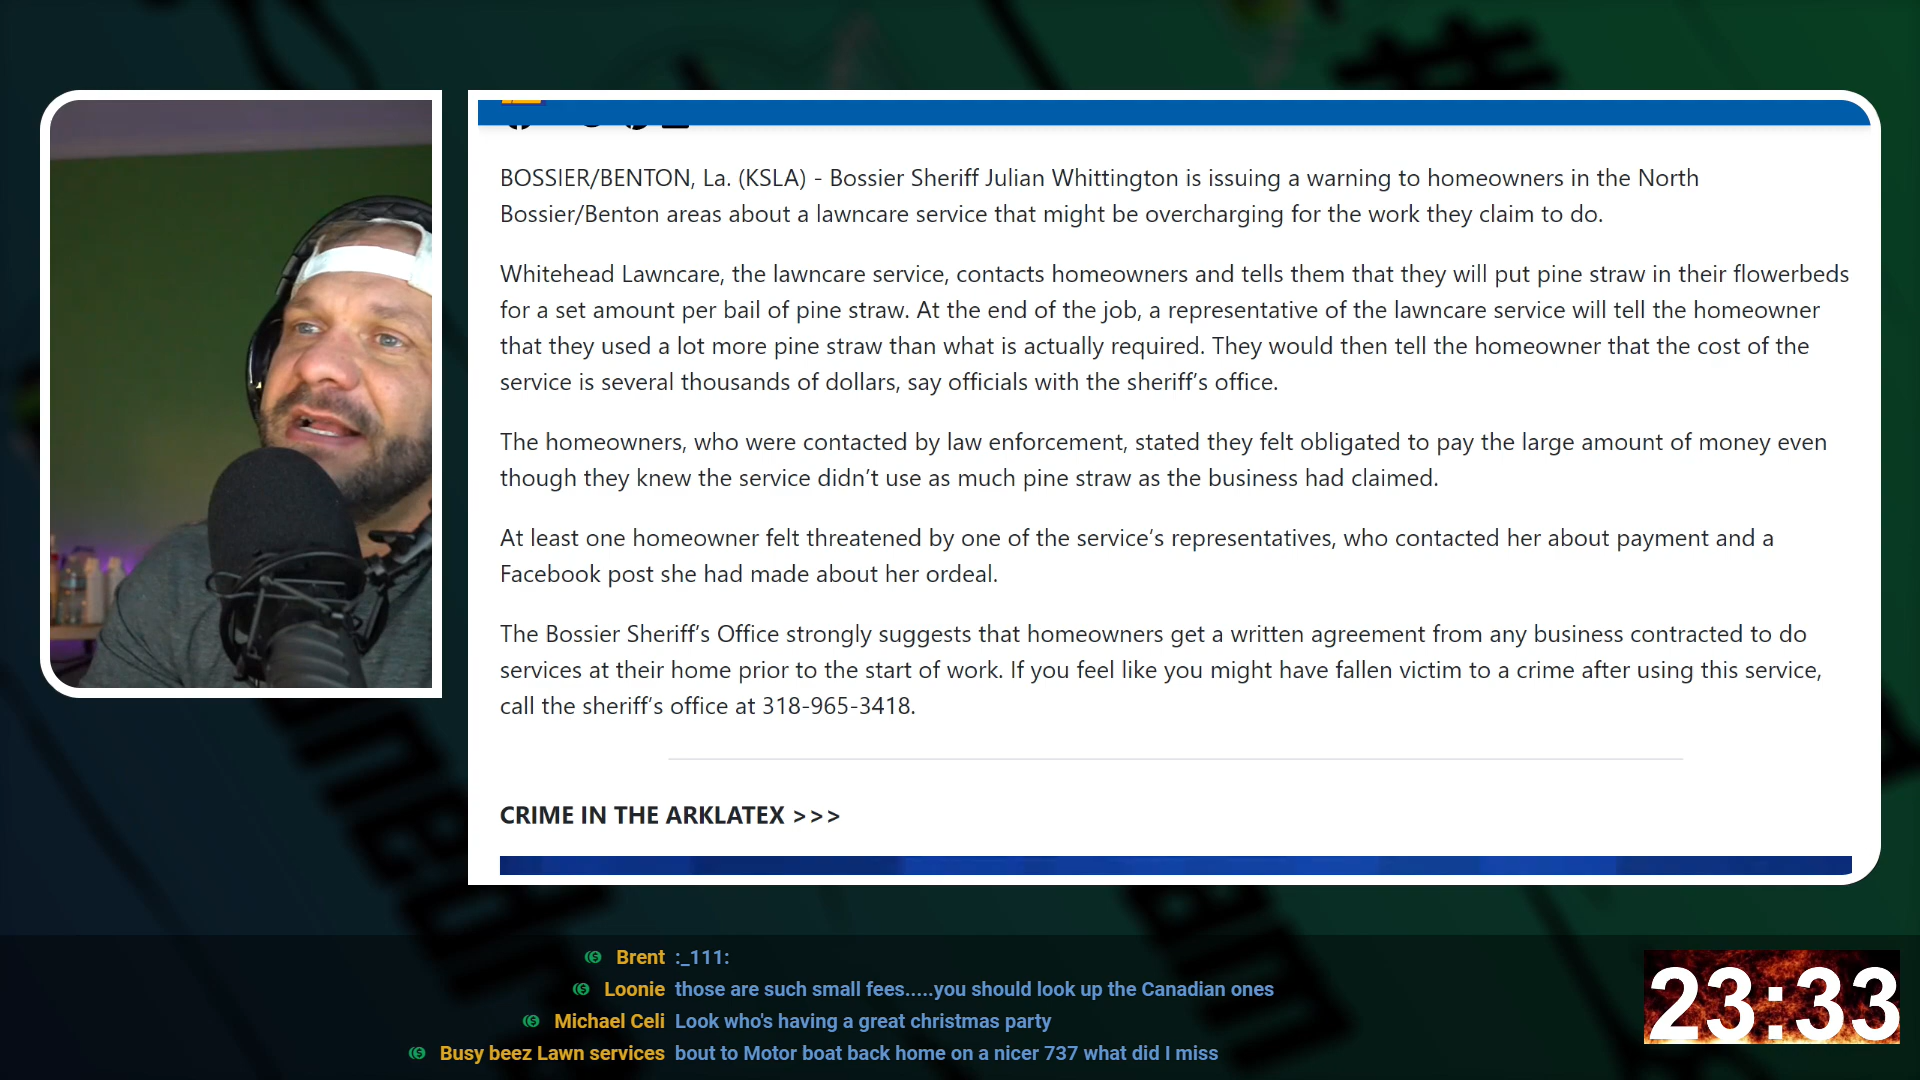 BOSSIER/BENTON, La. (KSLA) - Bossier Sheriff Julian Whittington is issuing a warning to homeowners in the North
Bossier/Benton areas about a lawncare service that might be overcharging for the work they claim to do.
Whitehead Lawncare, the lawncare service, contacts homeowners and tells them that they will put pine straw in their flowerbeds
for a set amount per bail of pine straw. At the end of the job, a representative of the lawncare service will tell the homeowner
that they used a lot more pine straw than what is actually required. They would then tell the homeowner that the cost of the
service is several thousands of dollars, say officials with the sheriff’s office.
The homeowners, who were contacted by law enforcement, stated they felt obligated to pay the large amount of money even
though they knew the service didn’t use as much pine straw as the business had claimed.
At least one homeowner felt threatened by one of the service’s representatives, who contacted her about payment and a
Facebook post she had made about her ordeal.
The Bossier Sheriff’s Office strongly suggests that homeowners get a written agreement from any business contracted to do
services at their home prior to the start of work. If you feel like you might have fallen victim to a crime after using this service,
call the sheriff’s office at 318-965-3418.
CRIME IN THE ARKLATEX >>>
Brent :_111:
Loonie those are such small fees.....you should look up the Canadian ones
Michael Celi Look who's having a great christmas party
Busy beez Lawn services bout to Motor boat back home on a nicer 737 what did I miss
23:33